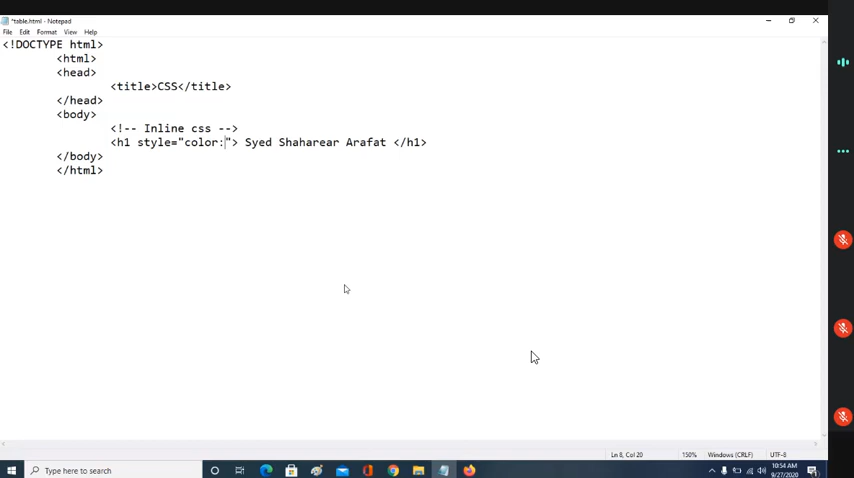 *table.html - Notepad
File Edit Format View Help
<!DOCTYPE html>
<html>
<head>
<title>CSS</title>
</head>
<body>
<!-- Inline css -->
<h1 style="color:"> Syed Shaharear Arafat </h1>
</body>
</html>
Ln 8, Col 20 150% Windows (CRLF) UTF-8
Type here to search
10:54 AM
9/27/2020